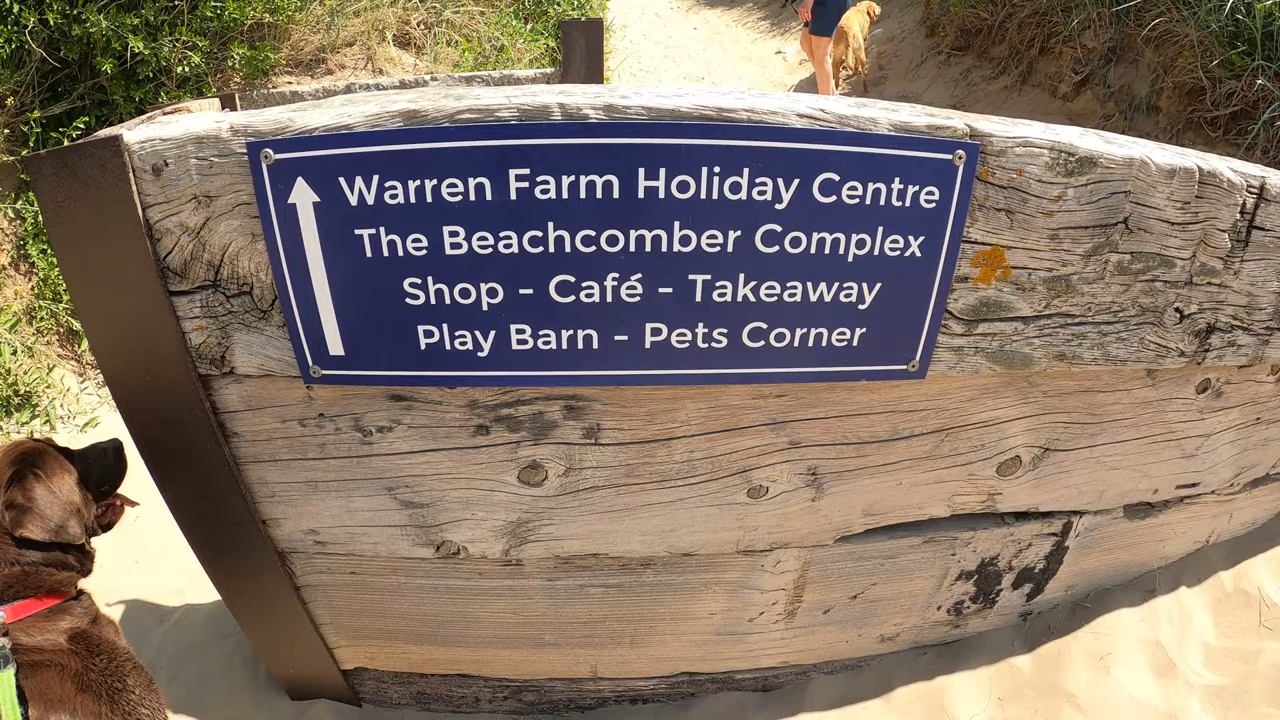 Warren Farm Holiday Centre
The Beachcomber Complex
Shop - Café - Takeaway
Play Barn - Pets Corner